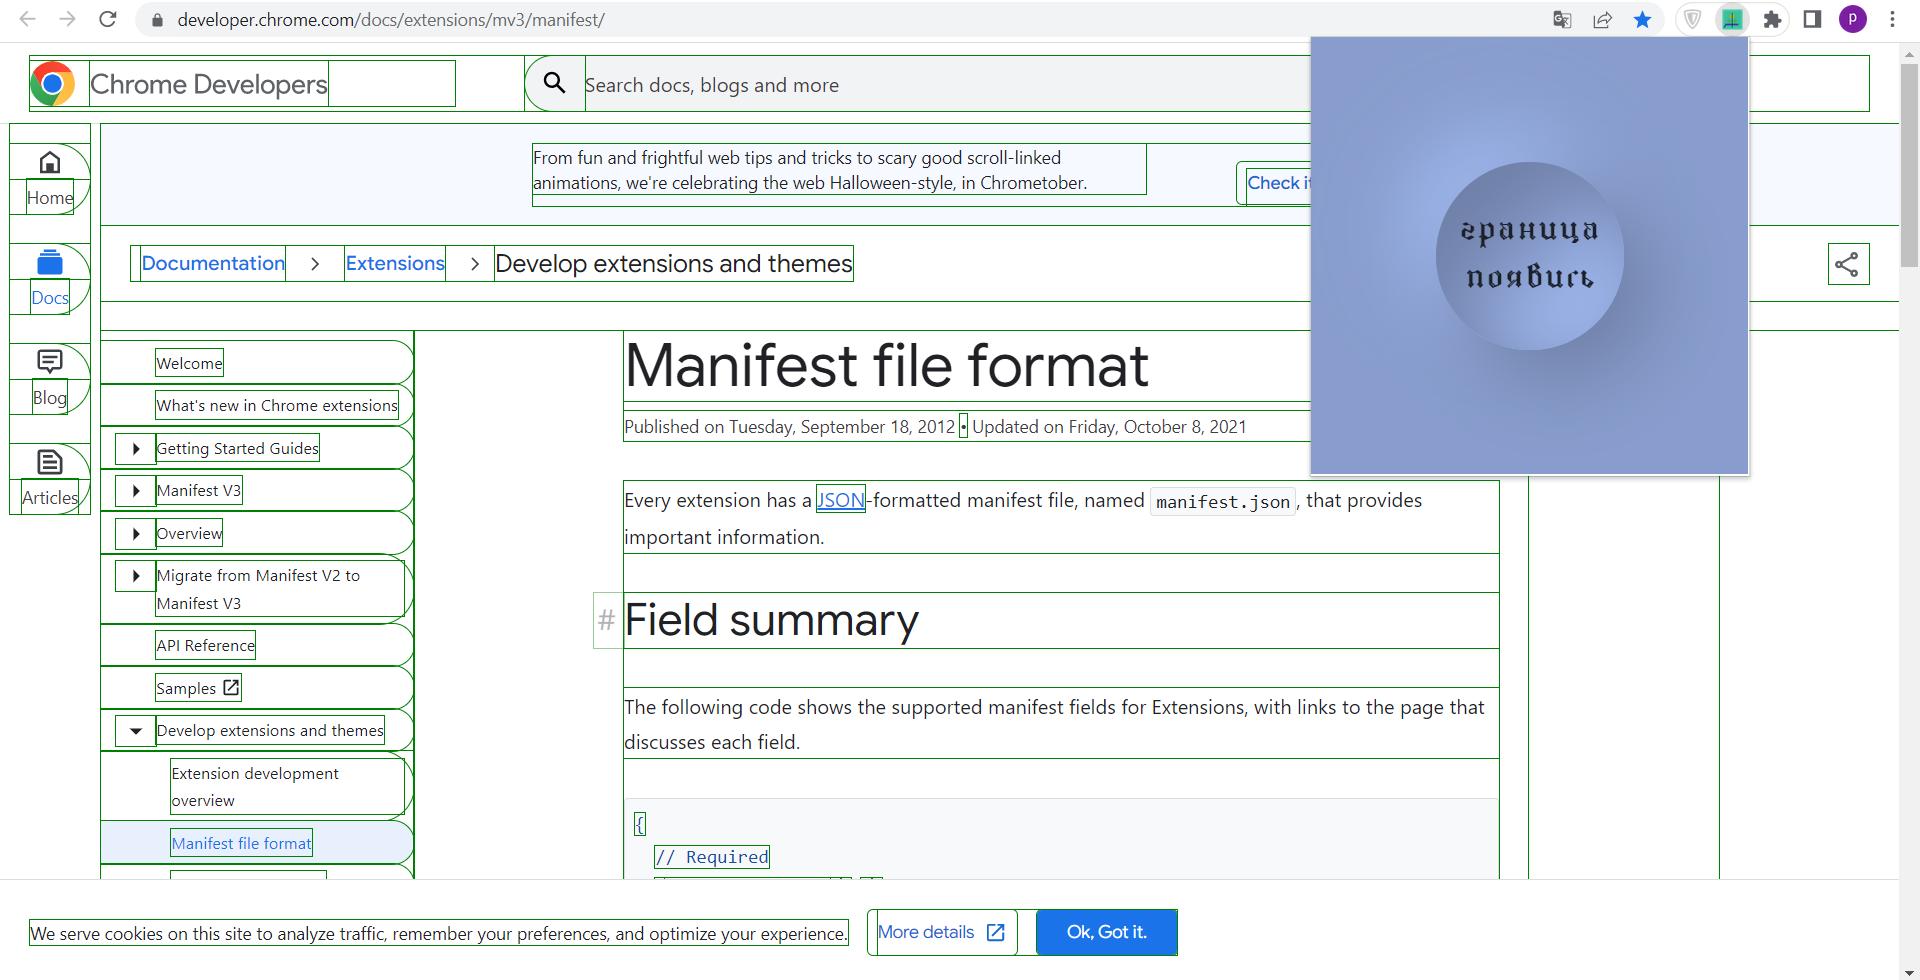 developer.chrome.com/docs/extensions/mv3/manifest/
P
Chrome Developers
Search docs, blogs and more
From fun and frightful web tips and tricks to scary good scroll-linked
animations, we're celebrating the web Halloween-style, in Chrometober.
Check it
граница
появись
Home
Docs
Blog
Articles
Documentation > Extensions > Develop extensions and themes
Welcome
What's new in Chrome extensions
Getting Started Guides
Manifest V3
Overview
Migrate from Manifest V2 to
Manifest V3
API Reference
Samples
Develop extensions and themes
Extension development
overview
Manifest file format
Manifest file format
Published on Tuesday, September 18, 2012 • Updated on Friday, October 8, 2021
Every extension has a JSON-formatted manifest file, named manifest.json, that provides
important information.
# Field summary
The following code shows the supported manifest fields for Extensions, with links to the page that
discusses each field.
{
// Required
We serve cookies on this site to analyze traffic, remember your preferences, and optimize your experience.
More details
Ok, Got it.